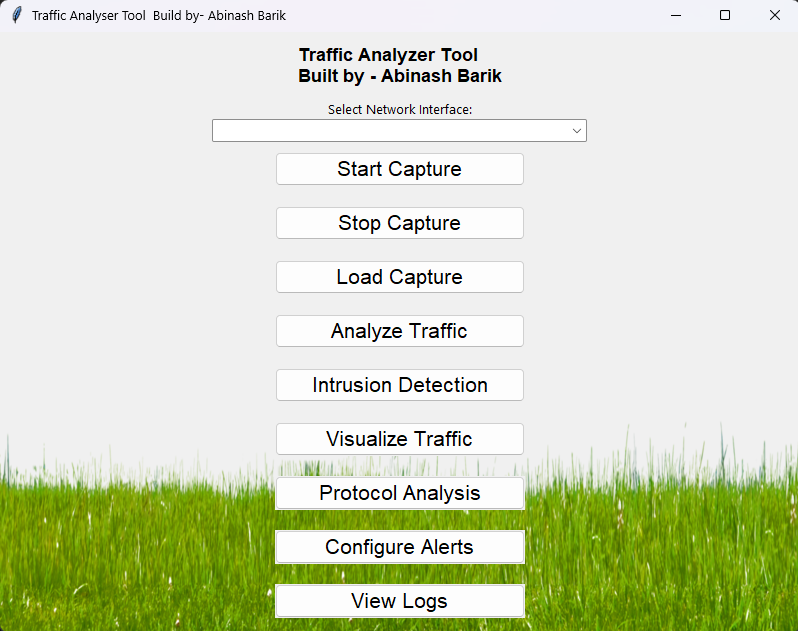 Traffic Analyser Tool  Build by- Abinash Barik
Traffic Analyzer Tool
Built by - Abinash Barik
Select Network Interface:
Start Capture
Stop Capture
Load Capture
Analyze Traffic
Intrusion Detection
Visualize Traffic
Protocol Analysis
Configure Alerts
View Logs